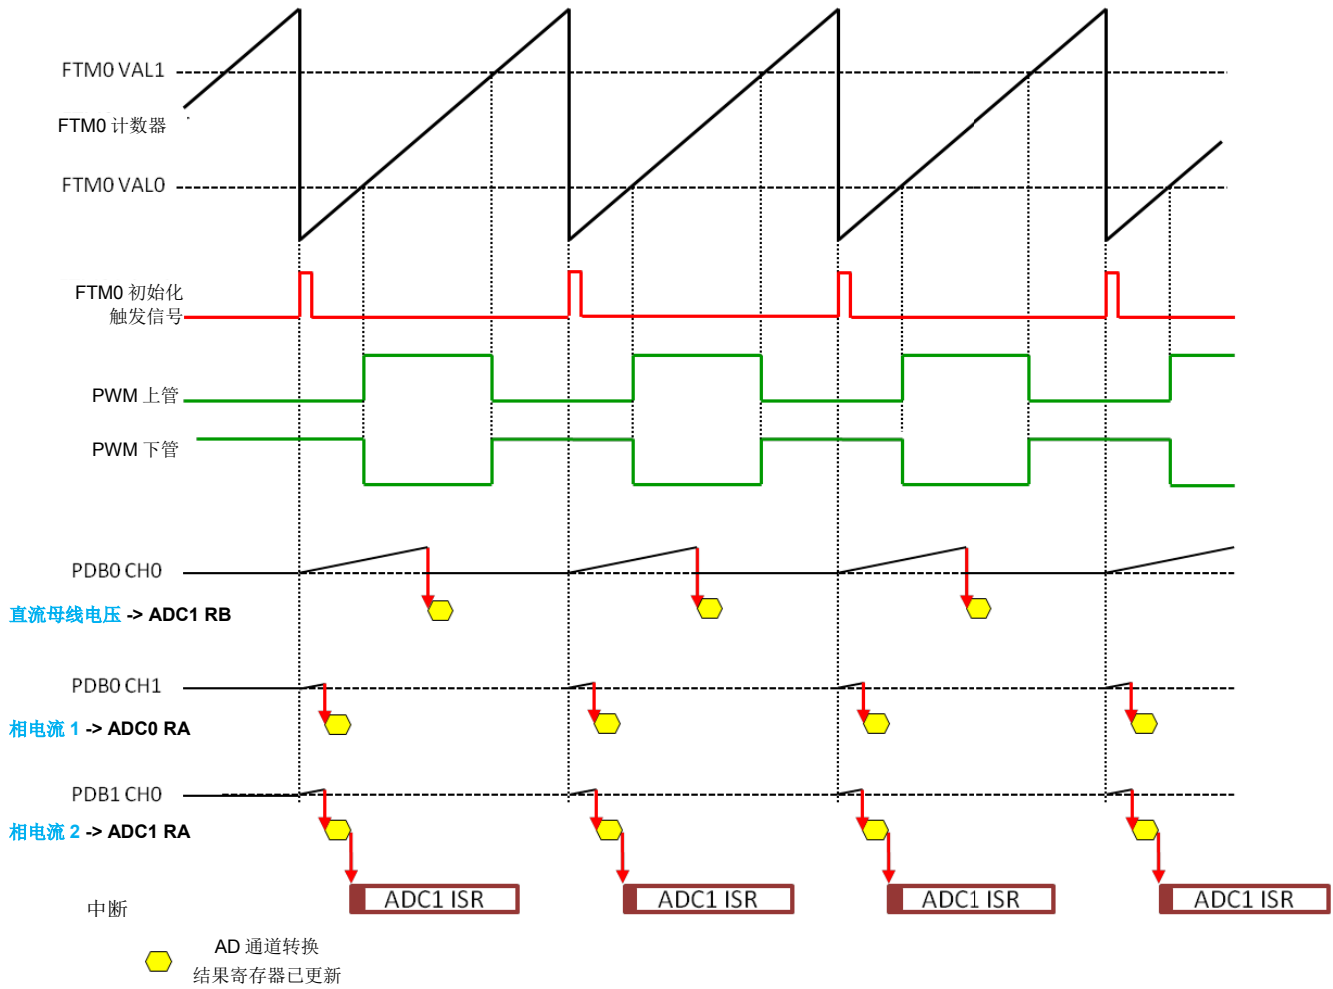 FTM0 VAL1
FTM0 计数器
FTM0 VAL0
FTM0 初始化
触发信号
PWM 上管
PWM 下管
PDB0 CH0
直流母线电压 -> ADC1 RB
PDB0 CH1
相电流 1 -> ADC0 RA
PDB1 CH0
相电流 2 -> ADC1 RA
中断
ADC1 ISR
ADC1 ISR
ADC1 ISR
ADC1 ISR
AD 通道转换
结果寄存器已更新